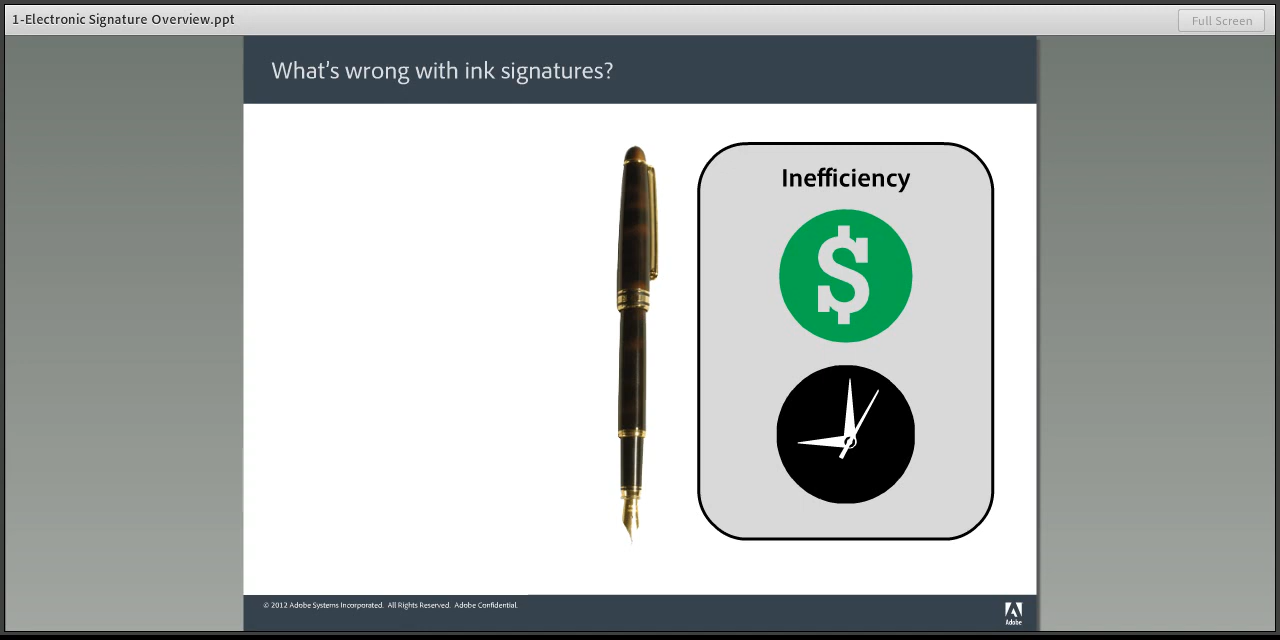 1-Electronic Signature Overview.ppt
Full Screen
What's wrong with ink signatures?
Inefficiency
$
© 2012 Adobe Systems Incorporated. All Rights Reserved. Adobe Confidential.
Adobe